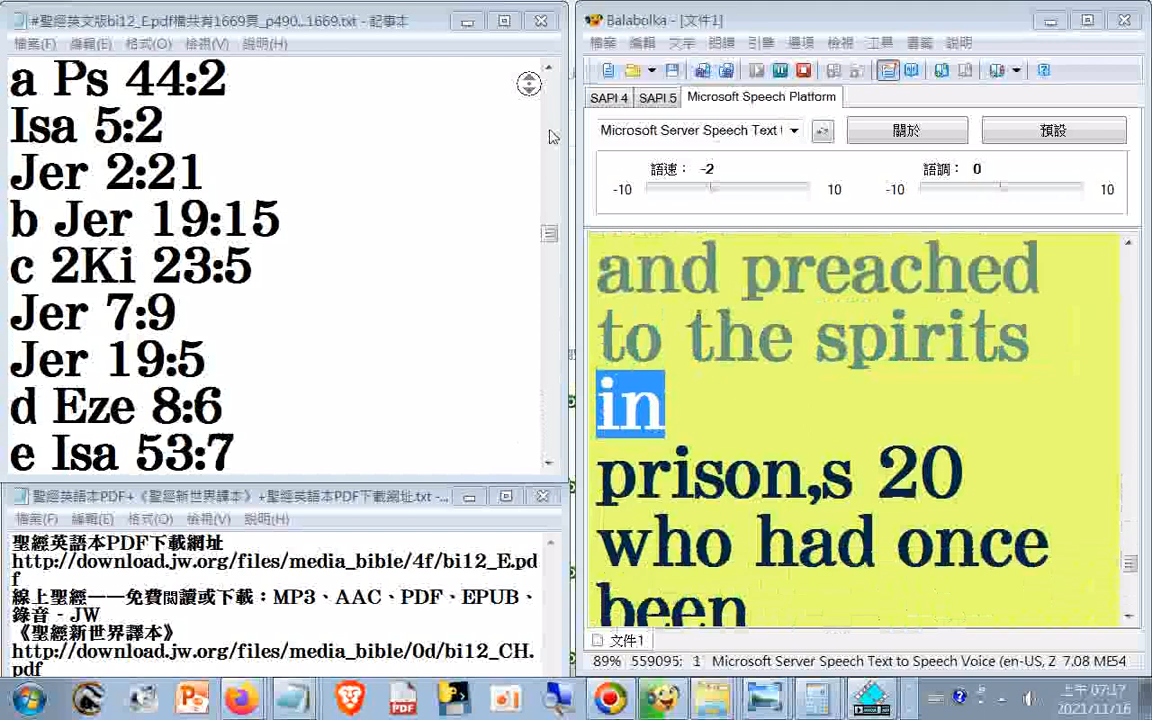 #聖經英文版bi12_E.pdf檔共有1669頁_p490...1669.txt - 記事本
檔案(F) 編輯(E) 格式(O) 檢視(V) 說明(H)
a Ps 44:2
Isa 5:2
Jer 2:21
b Jer 19:15
c 2Ki 23:5
Jer 7:9
Jer 19:5
d Eze 8:6
e Isa 53:7
聖經英語本PDF+《聖經新世界譯本》+聖經英語本PDF下載網址.txt - ...
檔案(F) 編輯(E) 格式(O) 檢視(V) 說明(H)
聖經英語本PDF下載網址
http://download.jw.org/files/media_bible/4f/bi12_E.pd
f
線上聖經——免費閱讀或下載：MP3、AAC、PDF、EPUB、
錄音 - JW
《聖經新世界譯本》
http://download.jw.org/files/media_bible/0d/bi12_CH.
pdf
Balabolka - [文件1]
檔案 編輯 文字 朗讀 引擎 選項 檢視 工具 書籤 說明
SAPI 4 SAPI 5 Microsoft Speech Platform
Microsoft Server Speech Text 關於 預設
語速： -2 語調： 0
-10 10 -10 10
and preached
to the spirits
in
prison,s 20
who had once
been
文件1
89% 559095: 1 Microsoft Server Speech Text to Speech Voice (en-US, Z 7.08 ME54
上午 07:17
2021/11/16